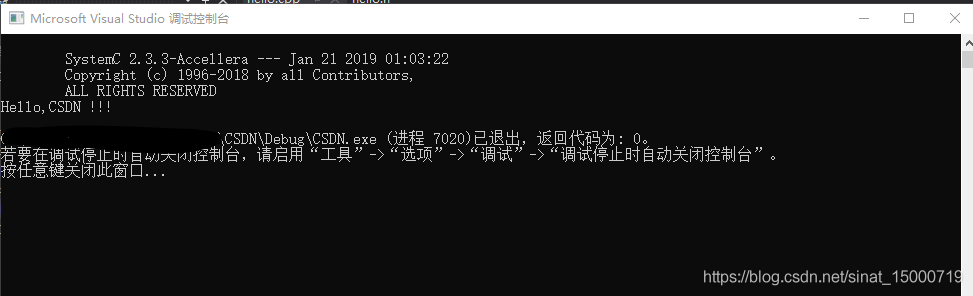 hello.cpp hello.h
Microsoft Visual Studio 调试控制台
SystemC 2.3.3-Accellera --- Jan 21 2019 01:03:22
Copyright (c) 1996-2018 by all Contributors,
ALL RIGHTS RESERVED
Hello,CSDN !!!
\CSDN\Debug\CSDN.exe (进程 7020)已退出，返回代码为: 0。
若要在调试停止时自动关闭控制台，请启用“工具”->“选项”->“调试”->“调试停止时自动关闭控制台”。
按任意键关闭此窗口...
https://blog.csdn.net/sinat_15000719